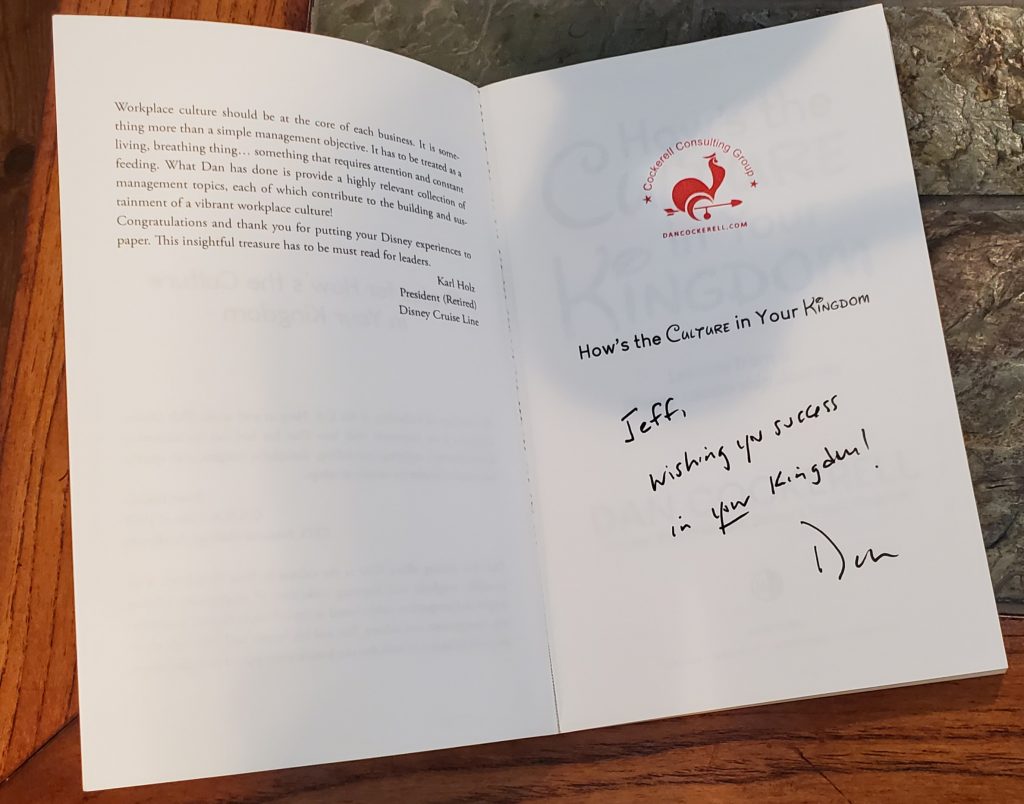 Workplace culture should be at the core of each business. It is some-
thing more than a simple management objective. It has to be treated as a
living, breathing thing… something that requires attention and constant
feeding. What Dan has done is provide a highly relevant collection of
management topics, each of which contribute to the building and sus-
tainment of a vibrant workplace culture!
Congratulations and thank you for putting your Disney experiences to
paper. This insightful treasure has to be must read for leaders.
Karl Holz
President (Retired)
Disney Cruise Line
★ Cockerell Consulting Group ★
DANCOCKERELL.COM
How's the Culture in Your Kingdom
Jeff,
wishing you success
in your Kingdom!
Dan